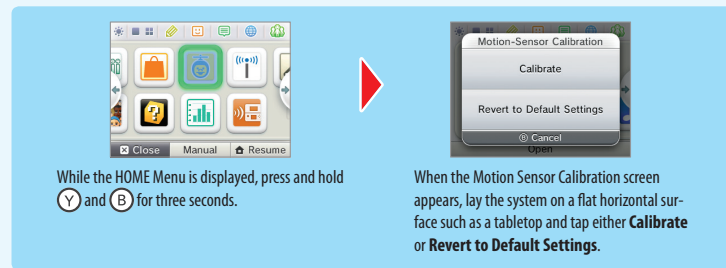 Close Manual Resume
While the HOME Menu is displayed, press and hold
Y and B for three seconds.
Motion-Sensor Calibration
Calibrate
Revert to Default Settings
B Cancel
Open
When the Motion Sensor Calibration screen
appears, lay the system on a flat horizontal sur-
face such as a tabletop and tap either Calibrate
or Revert to Default Settings.